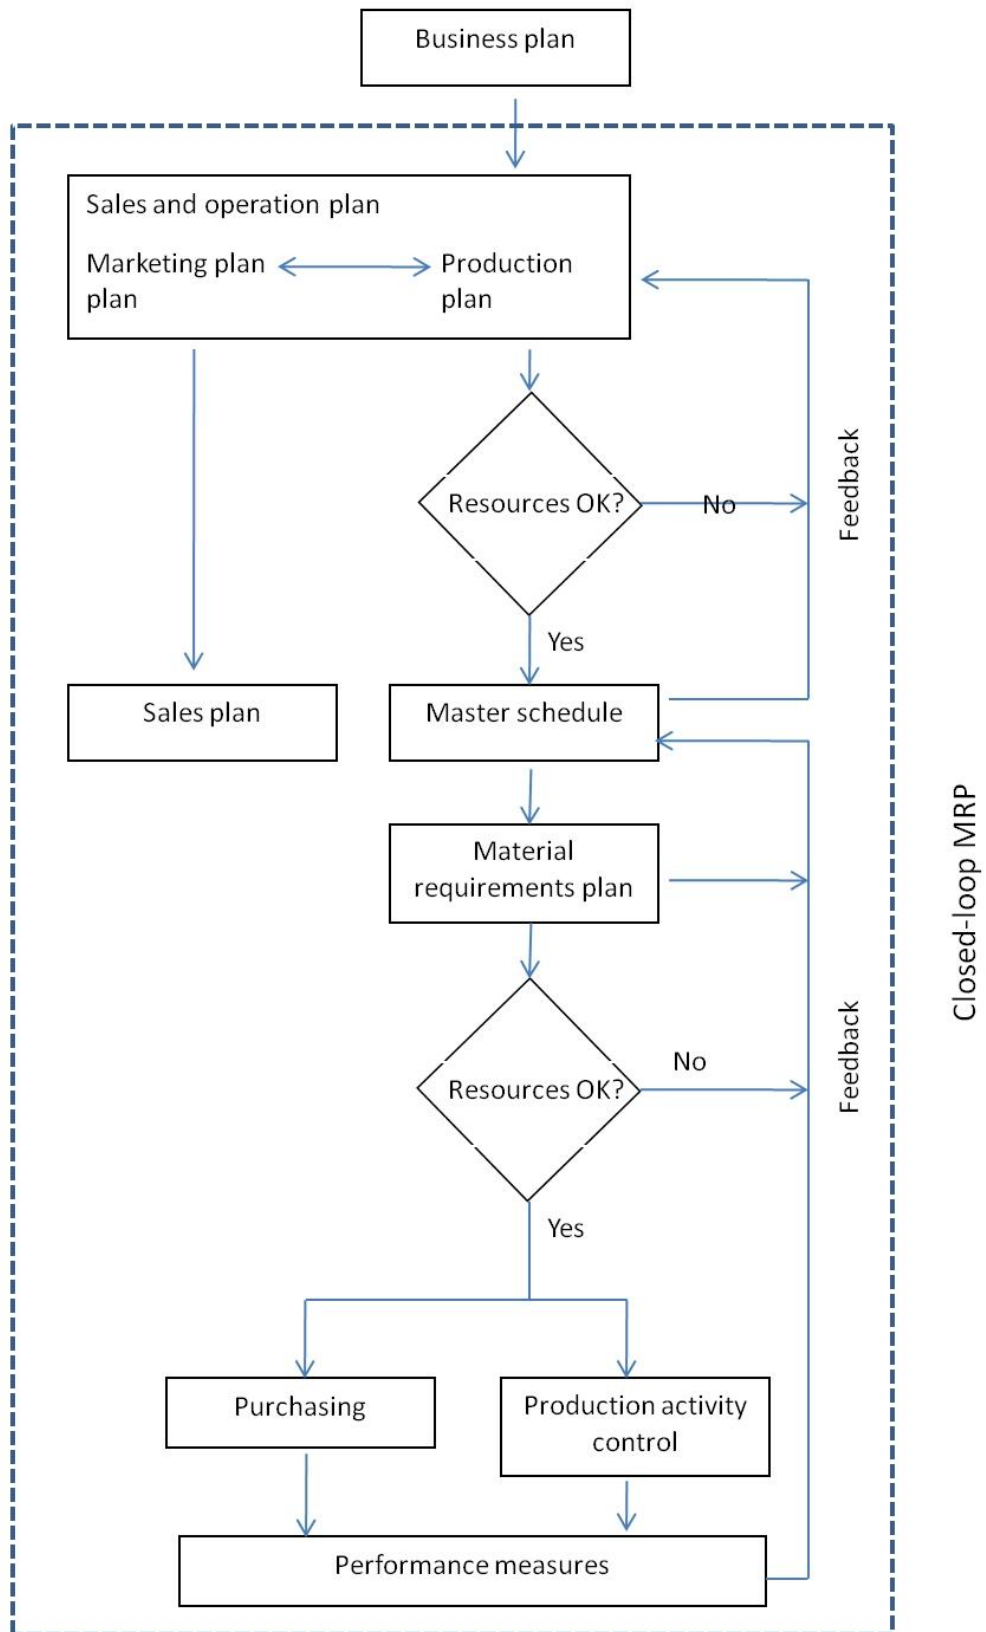 Business plan
Sales and operation plan
Marketing plan
plan
Production
plan
Resources OK?
No
Feedback
Yes
Sales plan
Master schedule
Material
requirements plan
Closed-loop MRP
Resources OK?
No
Feedback
Yes
Purchasing
Production activity
control
Performance measures